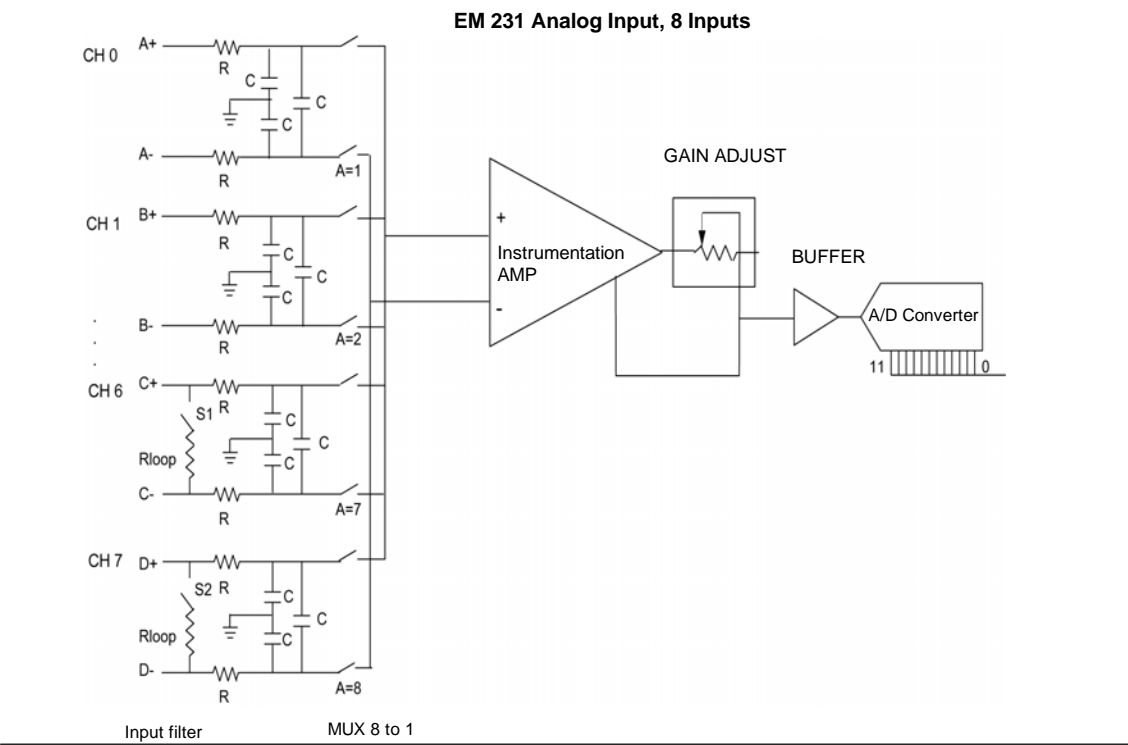 EM 231 Analog Input, 8 Inputs
CH 0
A+
R
C
C
C
A-
R
A=1
CH 1
B+
R
C
C
C
B-
R
A=2
.
.
.
CH 6
C+
S1
R
C
C
C
Rloop
C-
R
A=7
CH 7
D+
S2
R
C
C
C
Rloop
D-
R
A=8
Input filter
MUX 8 to 1
+
Instrumentation
AMP
-
GAIN ADJUST
BUFFER
A/D Converter
11
0